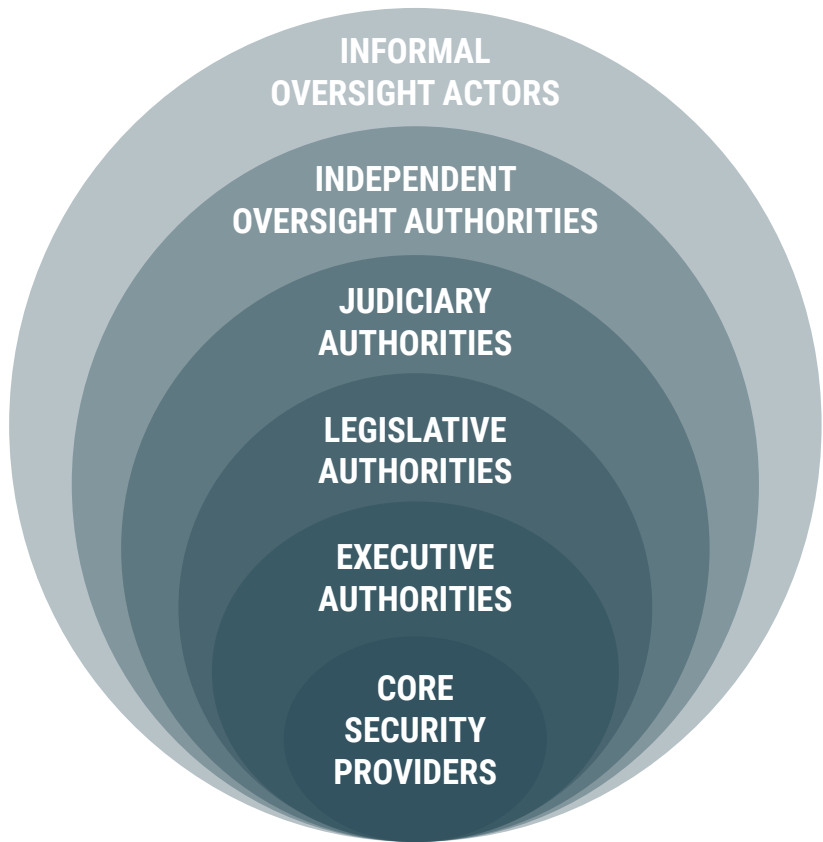 INFORMAL
OVERSIGHT ACTORS
INDEPENDENT
OVERSIGHT AUTHORITIES
JUDICIARY
AUTHORITIES
LEGISLATIVE
AUTHORITIES
EXECUTIVE
AUTHORITIES
CORE
SECURITY
PROVIDERS